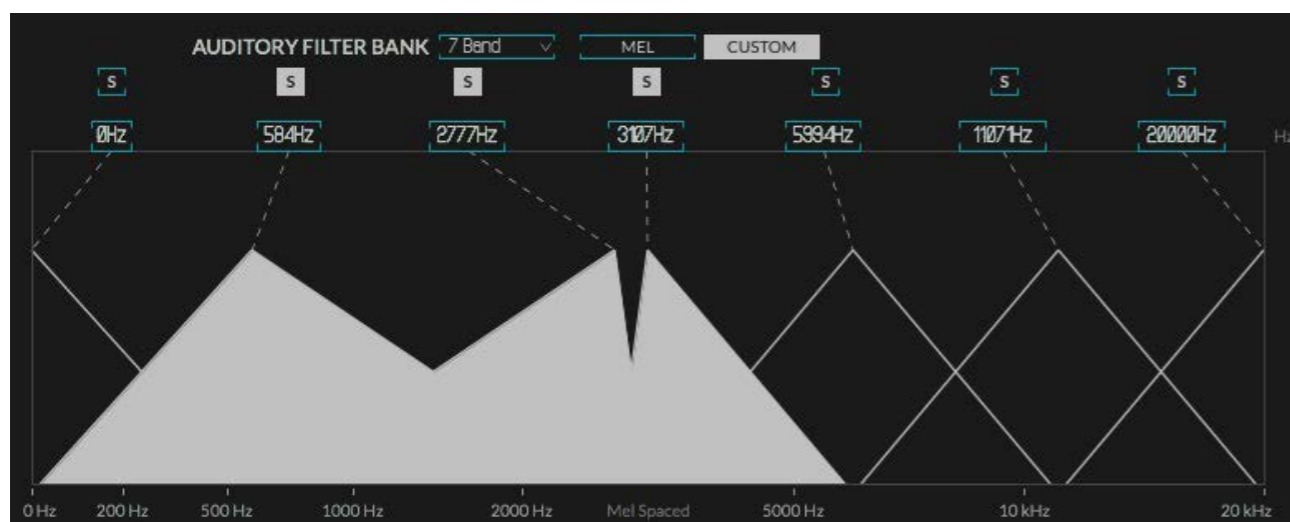 AUDITORY FILTER BANK 7 Band MEL CUSTOM
S S S S S S S
0Hz 584Hz 2777Hz 3107Hz 5994Hz 11071Hz 20000Hz
0 Hz 200 Hz 500 Hz 1000 Hz 2000 Hz Mel Spaced 5000 Hz 10 kHz 20 kHz